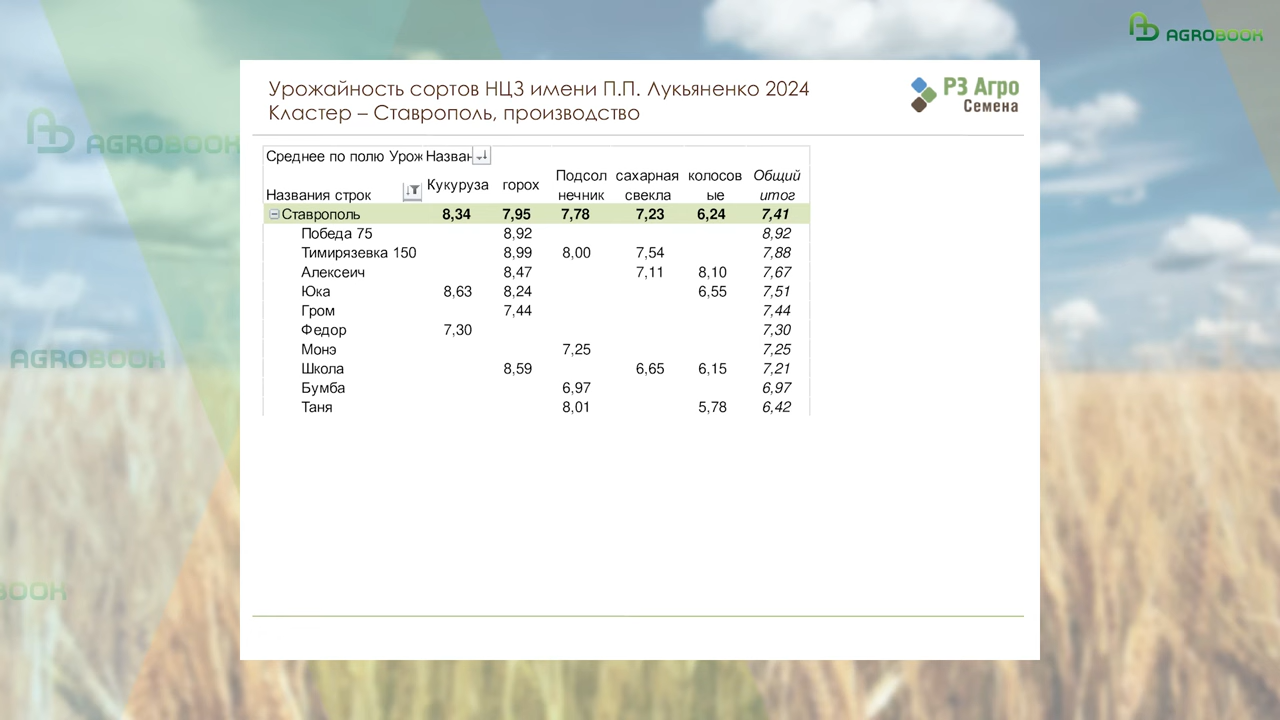 AGROBOOK
Урожайность сортов НЦЗ имени П.П. Лукьяненко 2024
Кластер – Ставрополь, производство
РЗ Агро
Семена
AGROBOOK
Среднее по полю Урож Назван
Названия строк Кукуруза горох Подсол нечник сахарная свекла колосов ые Общий итог
Ставрополь 8,34 7,95 7,78 7,23 6,24 7,41
Победа 75 8,92 8,92
Тимирязевка 150 8,99 8,00 7,54 7,88
Алексеич 8,47 7,11 8,10 7,67
Юка 8,63 8,24 6,55 7,51
Гром 7,44 7,44
Федор 7,30 7,30
Монэ 7,25 7,25
AGROBOOK
Школа 8,59 6,65 6,15 7,21
Бумба 6,97 6,97
Таня 8,01 5,78 6,42
BOOK